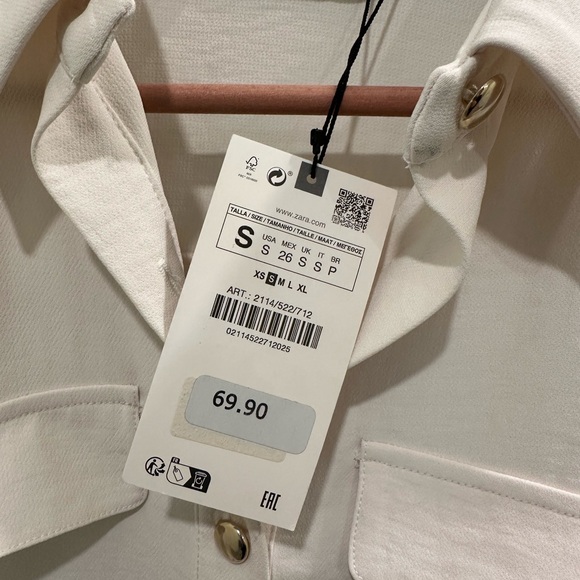 FSC
®
www.zara.com
TALLA / SIZE / TAMANHO / TAILLE / MAAT / ΜΕΓΕΘΟΣ
S USA MEX UK IT BR
S 26 S S P
XS S M L XL
ART.: 2114/522/712
02114522712025
69.90
FR
EAC